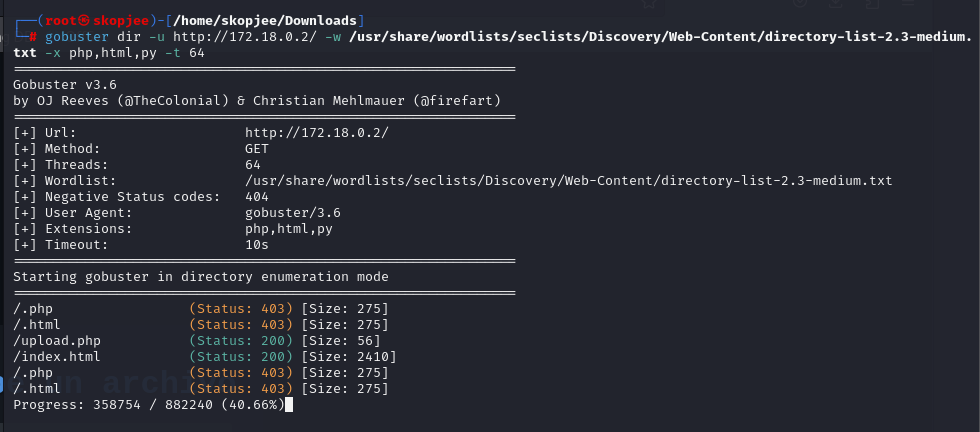 ┌──(root㉿skopjee)-[/home/skopjee/Downloads]
└─# gobuster dir -u http://172.18.0.2/ -w /usr/share/wordlists/seclists/Discovery/Web-Content/directory-list-2.3-medium.
txt -x php,html,py -t 64
===============================================================
Gobuster v3.6
by OJ Reeves (@TheColonial) & Christian Mehlmauer (@firefart)
===============================================================
[+] Url:                     http://172.18.0.2/
[+] Method:                  GET
[+] Threads:                 64
[+] Wordlist:                /usr/share/wordlists/seclists/Discovery/Web-Content/directory-list-2.3-medium.txt
[+] Negative Status codes:   404
[+] User Agent:              gobuster/3.6
[+] Extensions:              php,html,py
[+] Timeout:                 10s
===============================================================
Starting gobuster in directory enumeration mode
===============================================================
/.php                 (Status: 403) [Size: 275]
/.html                (Status: 403) [Size: 275]
/upload.php           (Status: 200) [Size: 56]
/index.html           (Status: 200) [Size: 2410]
/.php                 (Status: 403) [Size: 275]
/.html                (Status: 403) [Size: 275]
Progress: 358754 / 882240 (40.66%)